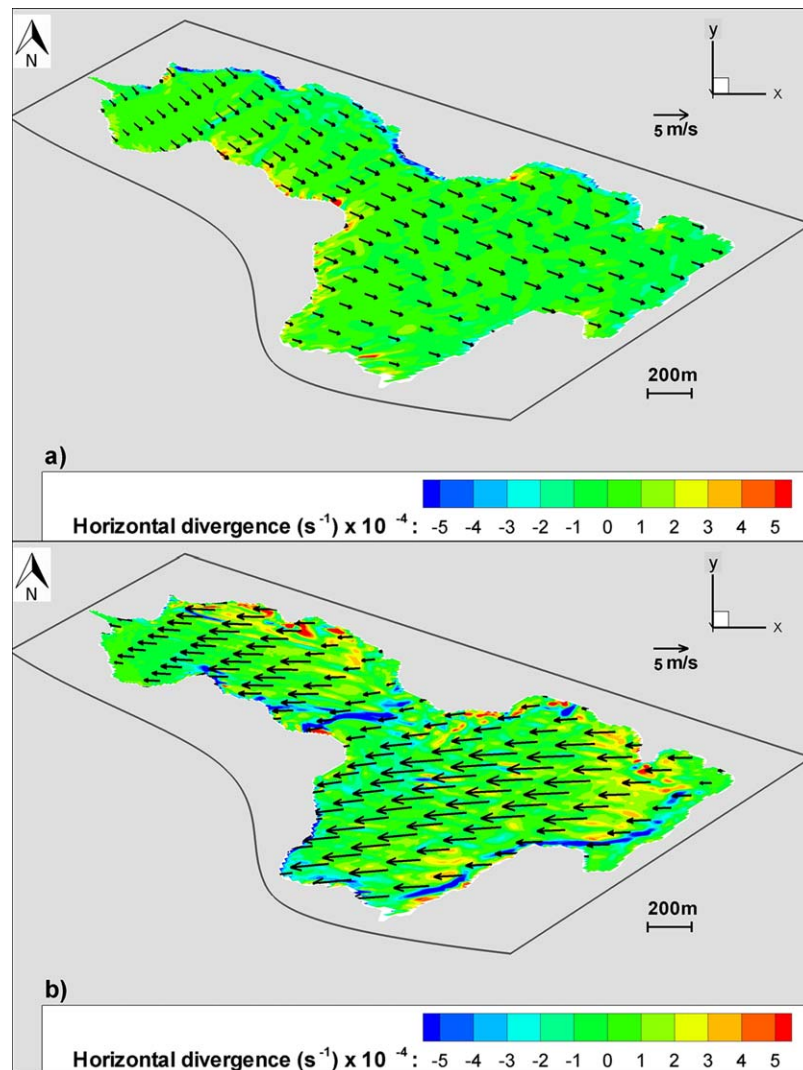 N
y
x
5 m/s
200m
a)
Horizontal divergence (s⁻¹) x 10 ⁻⁴ : -5 -4 -3 -2 -1 0 1 2 3 4 5
N
y
x
5 m/s
200m
b)
Horizontal divergence (s⁻¹) x 10 ⁻⁴ : -5 -4 -3 -2 -1 0 1 2 3 4 5